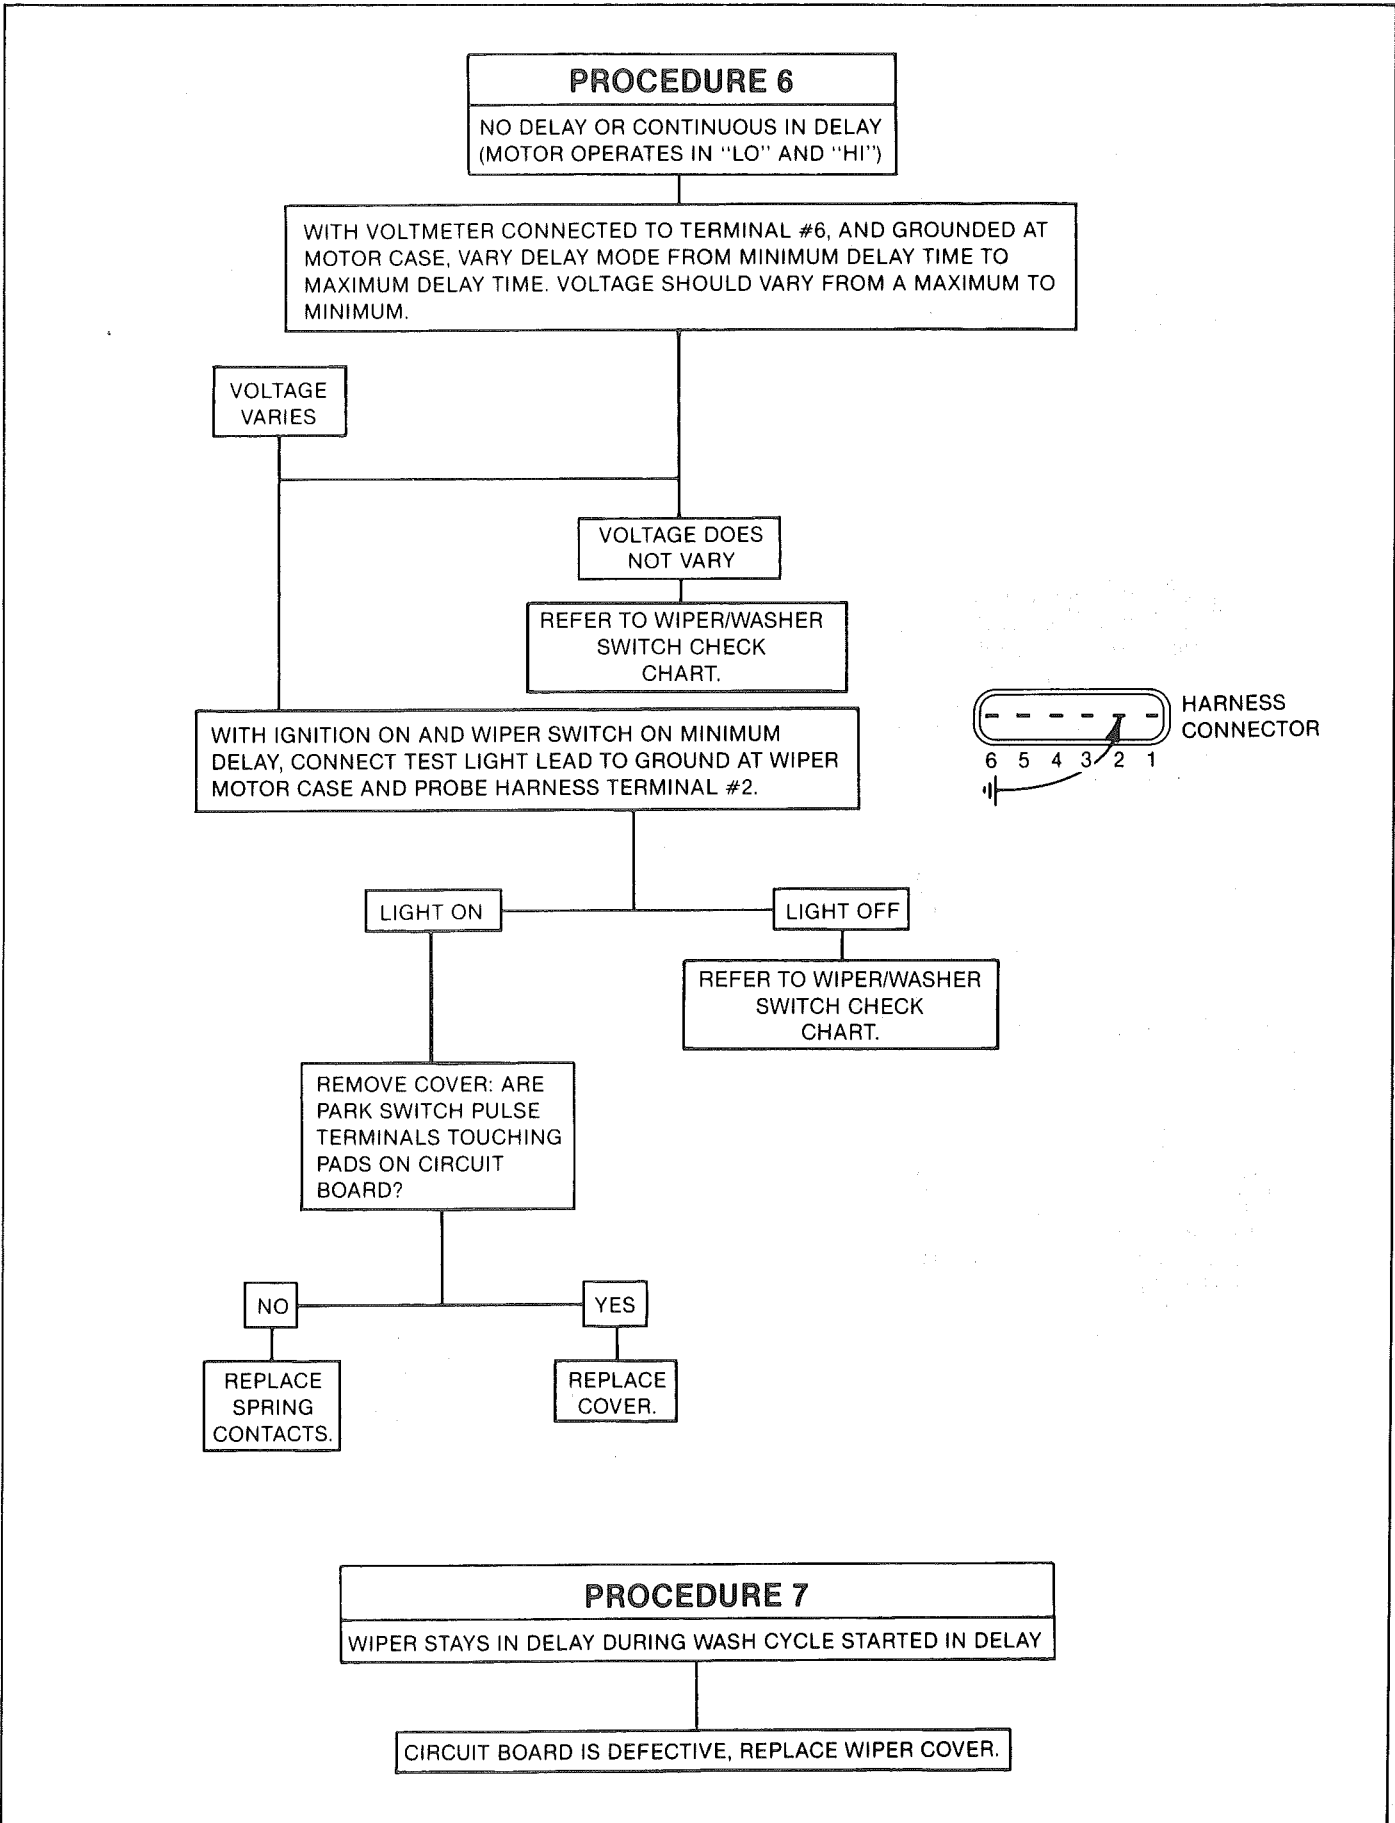 PROCEDURE 6
NO DELAY OR CONTINUOUS IN DELAY
(MOTOR OPERATES IN "LO" AND "HI")
WITH VOLTMETER CONNECTED TO TERMINAL #6, AND GROUNDED AT
MOTOR CASE, VARY DELAY MODE FROM MINIMUM DELAY TIME TO
MAXIMUM DELAY TIME. VOLTAGE SHOULD VARY FROM A MAXIMUM TO
MINIMUM.
VOLTAGE
VARIES
VOLTAGE DOES
NOT VARY
REFER TO WIPER/WASHER
SWITCH CHECK
CHART.
HARNESS
CONNECTOR
6 5 4 3 2 1
WITH IGNITION ON AND WIPER SWITCH ON MINIMUM
DELAY, CONNECT TEST LIGHT LEAD TO GROUND AT WIPER
MOTOR CASE AND PROBE HARNESS TERMINAL #2.
LIGHT ON
LIGHT OFF
REFER TO WIPER/WASHER
SWITCH CHECK
CHART.
REMOVE COVER: ARE
PARK SWITCH PULSE
TERMINALS TOUCHING
PADS ON CIRCUIT
BOARD?
NO
YES
REPLACE
SPRING
CONTACTS.
REPLACE
COVER.
PROCEDURE 7
WIPER STAYS IN DELAY DURING WASH CYCLE STARTED IN DELAY
CIRCUIT BOARD IS DEFECTIVE, REPLACE WIPER COVER.